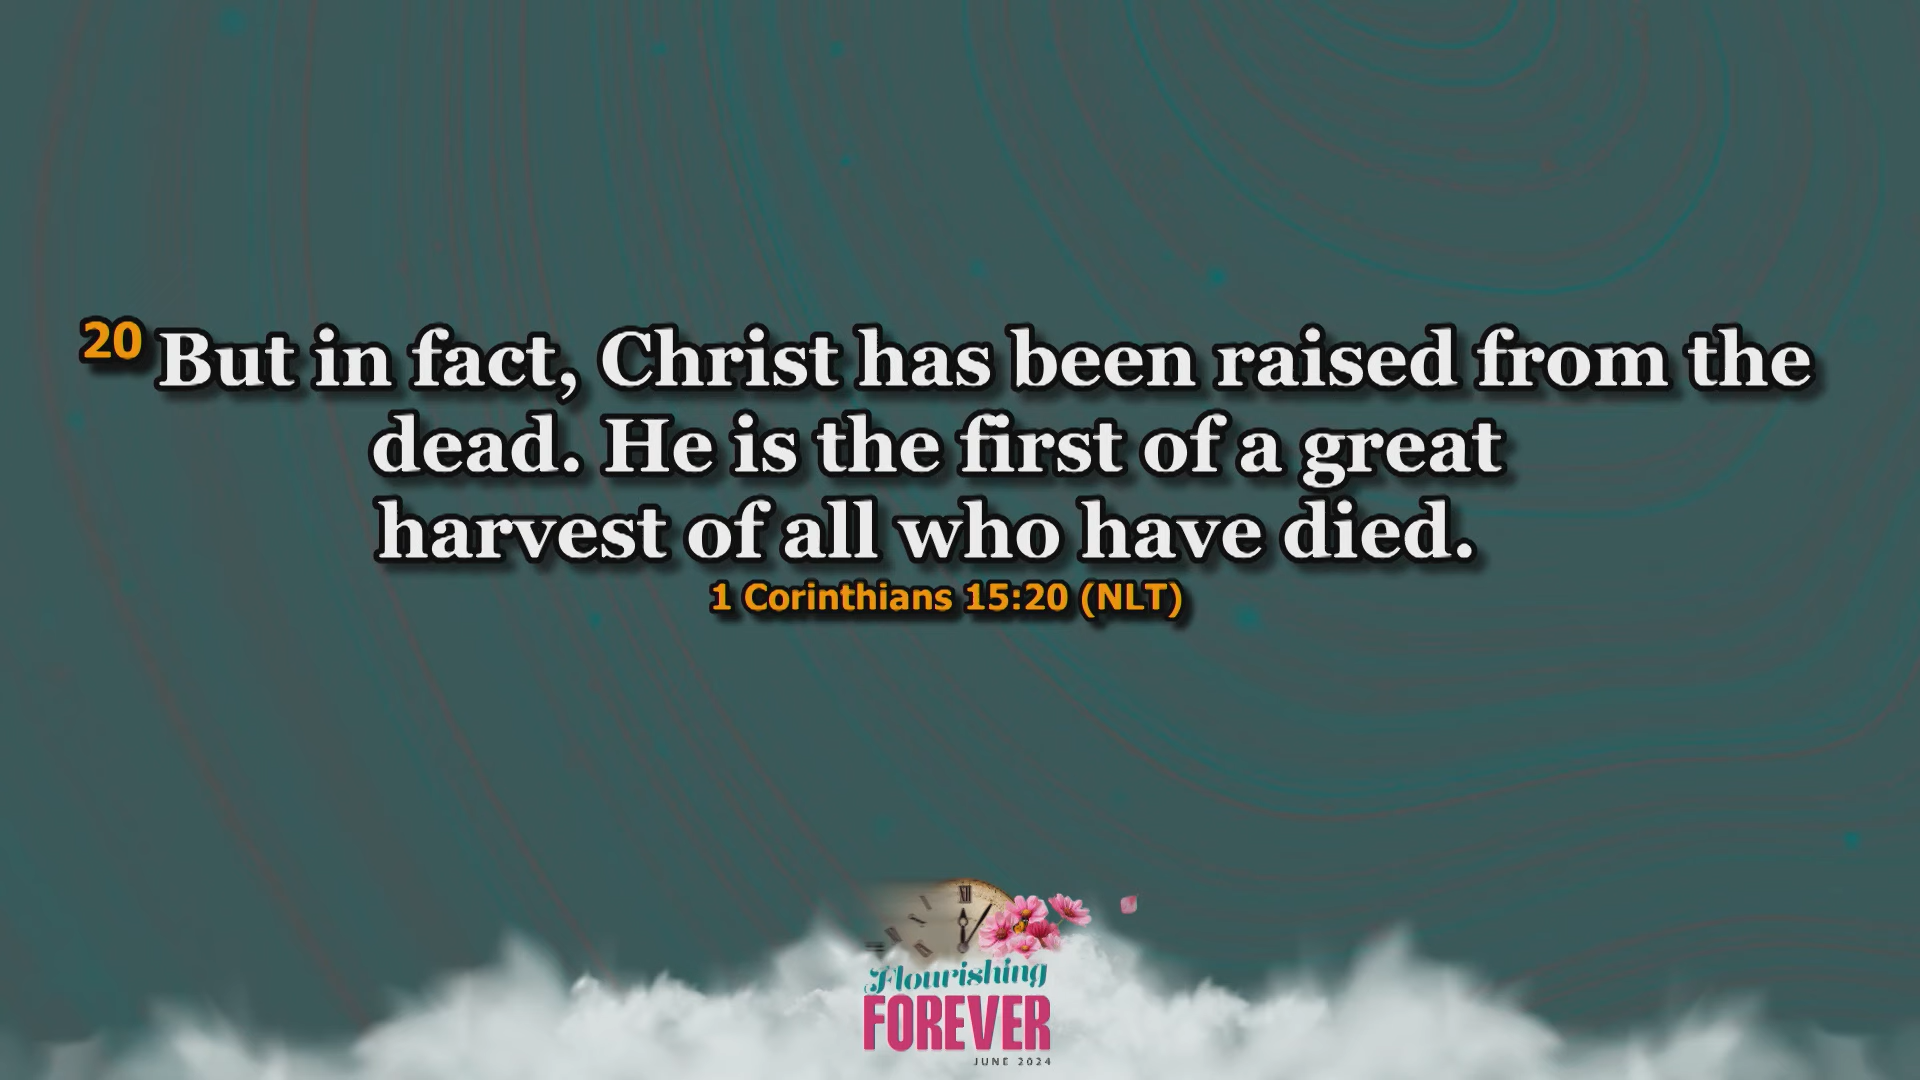 20 But in fact, Christ has been raised from the
dead. He is the first of a great
harvest of all who have died.
1 Corinthians 15:20 (NLT)
XII
Flourishing
FOREVER
JUNE 2024